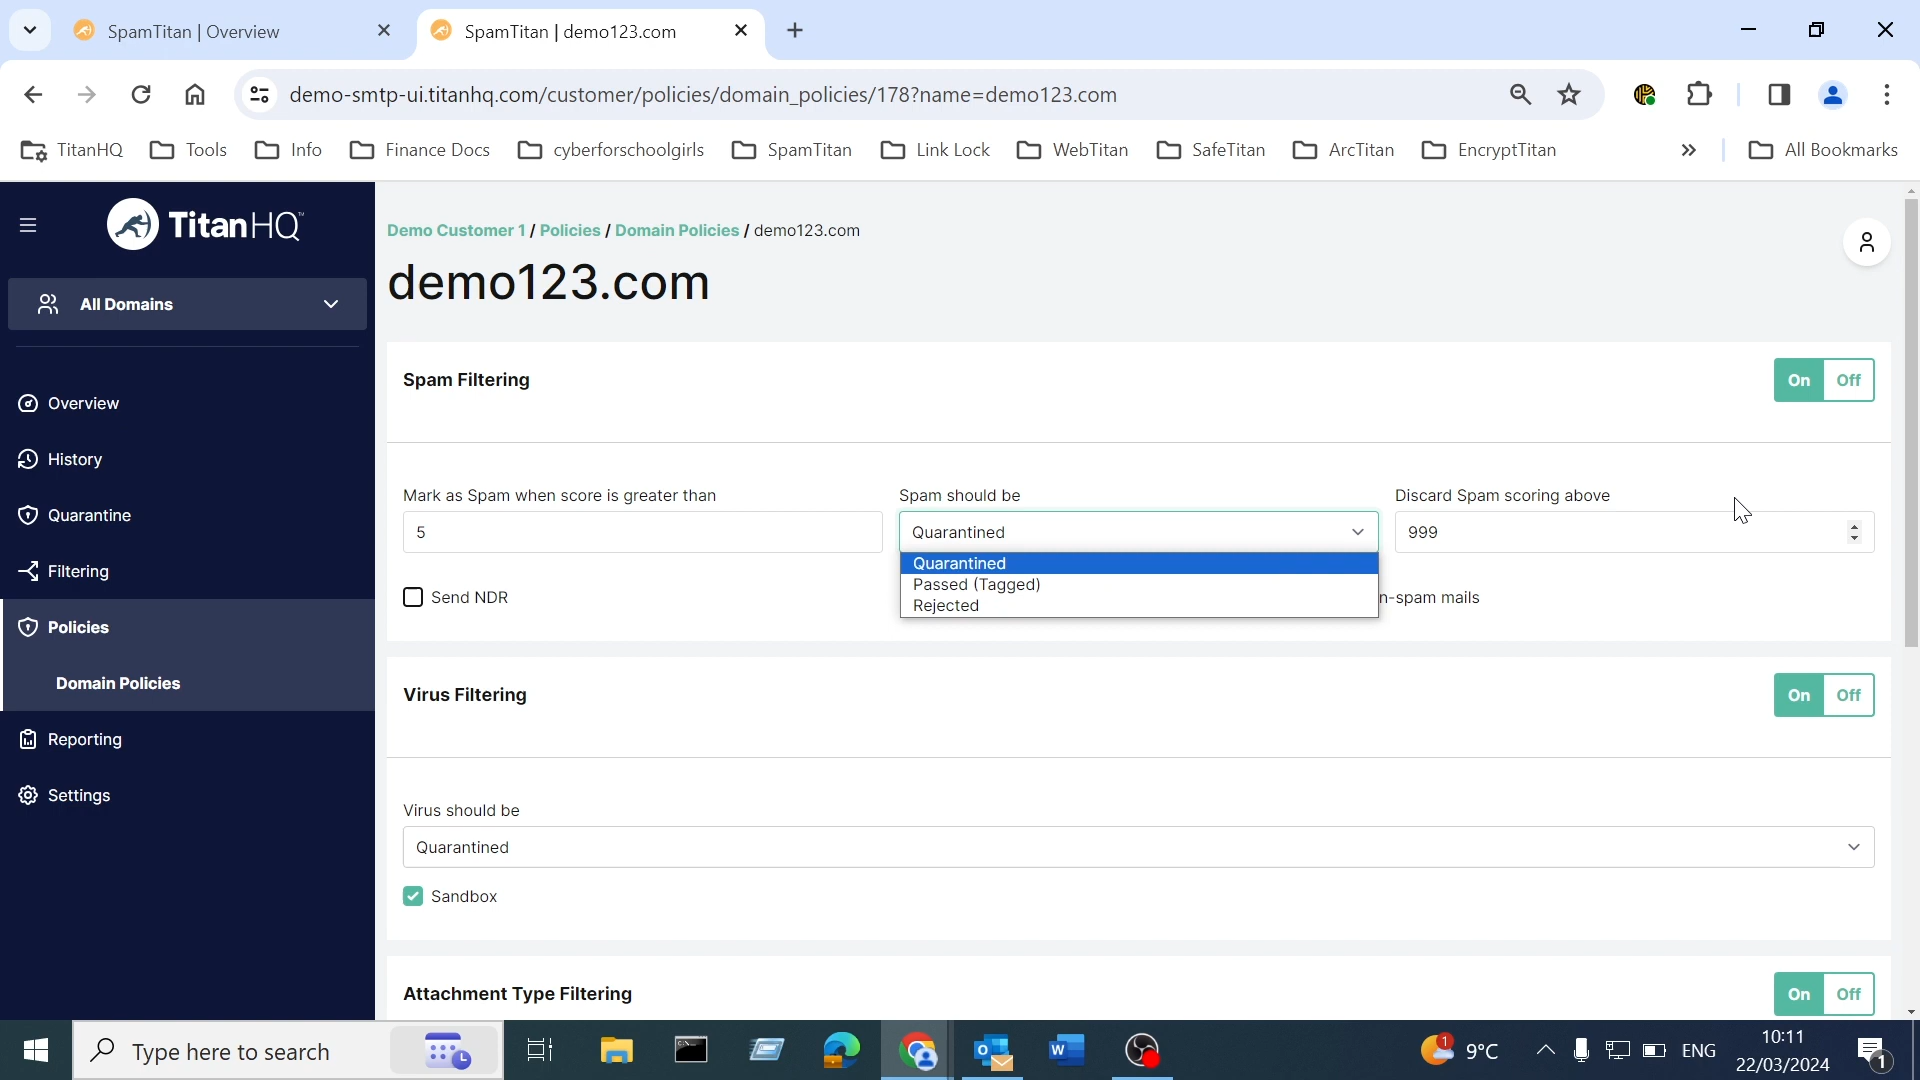 SpamTitan | Overview
SpamTitan | demo123.com
demo-smtp-ui.titanhq.com/customer/policies/domain_policies/178?name=demo123.com
TitanHQ Tools Info Finance Docs cyberforschoolgirls SpamTitan Link Lock WebTitan SafeTitan ArcTitan EncryptTitan » All Bookmarks
TitanHQ™
All Domains
Overview
History
Quarantine
Filtering
Policies
Domain Policies
Reporting
Settings
Demo Customer 1 / Policies / Domain Policies / demo123.com
demo123.com
Spam Filtering
On Off
Mark as Spam when score is greater than
5
Spam should be
Quarantined
Quarantined
Passed (Tagged)
Rejected
Discard Spam scoring above
999
Send NDR
n-spam mails
Virus Filtering
On Off
Virus should be
Quarantined
Sandbox
Attachment Type Filtering
On Off
Type here to search
1
9°C
ENG
10:11
22/03/2024
1